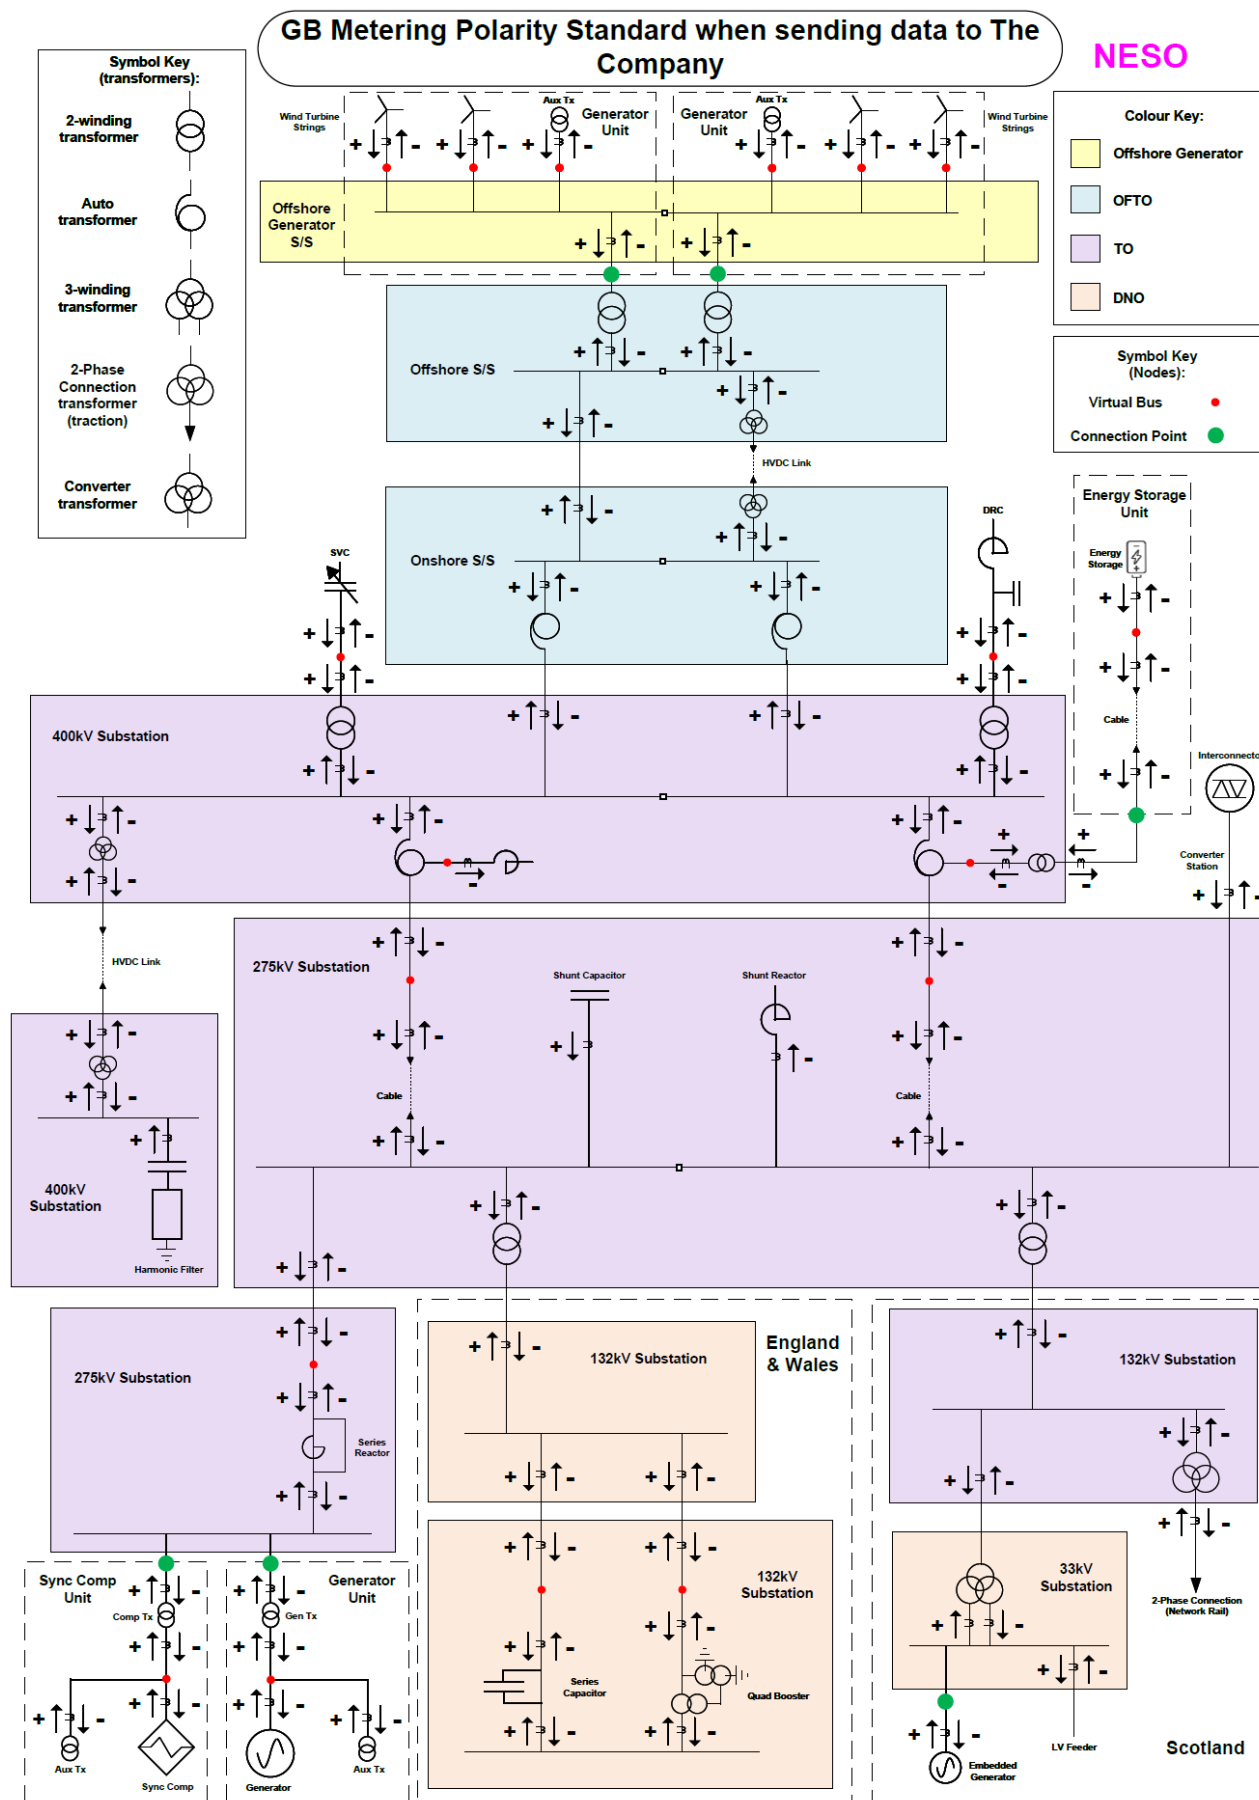 GB Metering Polarity Standard when sending data to The
Company
NESO
Symbol Key
(transformers):
2-winding
transformer
Auto
transformer
3-winding
transformer
2-Phase
Connection
transformer
(traction)
Converter
transformer
Colour Key:
Offshore Generator
OFTO
TO
DNO
Symbol Key
(Nodes):
Virtual Bus
Connection Point
Wind Turbine
Strings
Aux Tx
Generator
Unit
Generator
Unit
Aux Tx
Wind Turbine
Strings
+ - + - + - + - + - + -
Offshore
Generator
S/S
+ - + -
+ - + -
Offshore S/S
+ -
+ -
HVDC Link
+ -
+ -
Onshore S/S
+ - + -
SVC
+ -
+ -
DRC
+ -
+ -
Energy Storage
Unit
Energy
Storage
+ -
+ -
Cable
+ -
Interconnecto
Converter
Station
+ -
400kV Substation
+ - + -
+ - + -
+ - + - + -
-
+ +
- -
+ -
HVDC Link
275kV Substation
+ - + -
Shunt Capacitor
Shunt Reactor
+ - + -
+
-
Cable
Cable
+ - + -
+ -
+ -
+
400kV
Substation
Harmonic Filter
+ - + -
+ -
275kV Substation
+ -
+ -
Series
Reactor
+ -
Sync Comp
Unit
+ -
Comp Tx
+ -
+ - + -
Aux Tx
Sync Comp
Generator
Unit
+ -
Gen Tx
+ -
+ - + -
Generator
Aux Tx
England
& Wales
+ -
132kV Substation
+ - + -
+ - + -
132kV
Substation
+ - + -
Series
Capacitor
Quad Booster
+ - + -
+ -
132kV Substation
+ -
+ -
+ -
2-Phase Connection
(Network Rail)
33kV
Substation
+ -
+ -
+ -
Embedded
Generator
LV Feeder
Scotland